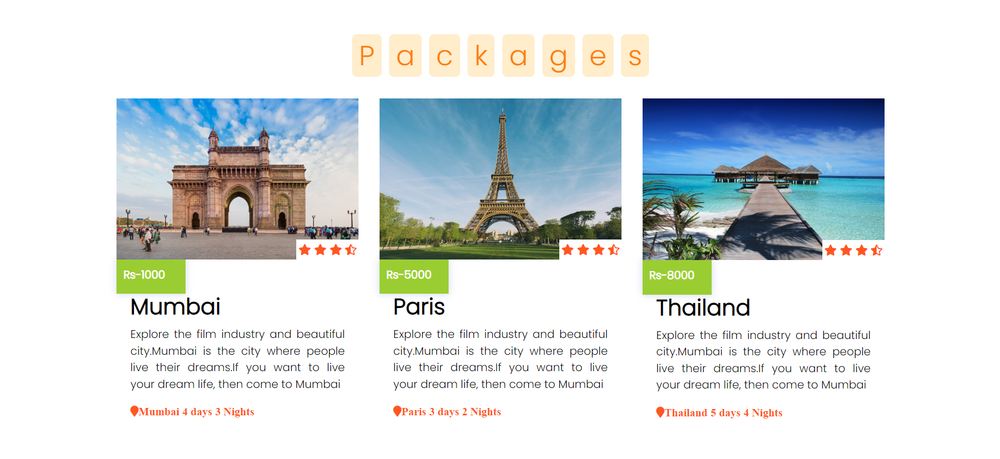 Packages
Rs-1000
Mumbai
Explore the film industry and beautiful
city.Mumbai is the city where people
live their dreams.If you want to live
your dream life, then come to Mumbai
Mumbai 4 days 3 Nights
Rs-5000
Paris
Explore the film industry and beautiful
city.Mumbai is the city where people
live their dreams.If you want to live
your dream life, then come to Mumbai
Paris 3 days 2 Nights
Rs-8000
Thailand
Explore the film industry and beautiful
city.Mumbai is the city where people
live their dreams.If you want to live
your dream life, then come to Mumbai
Thailand 5 days 4 Nights